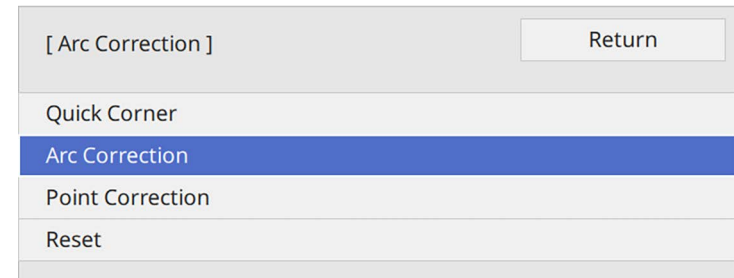 [ Arc Correction ]
Return
Quick Corner
Arc Correction
Point Correction
Reset